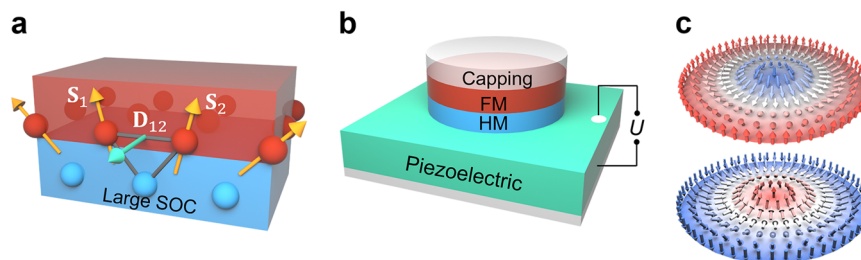 a
S₁
S₂
D₁₂
Large SOC
b
Capping
FM
HM
Piezoelectric
U
c